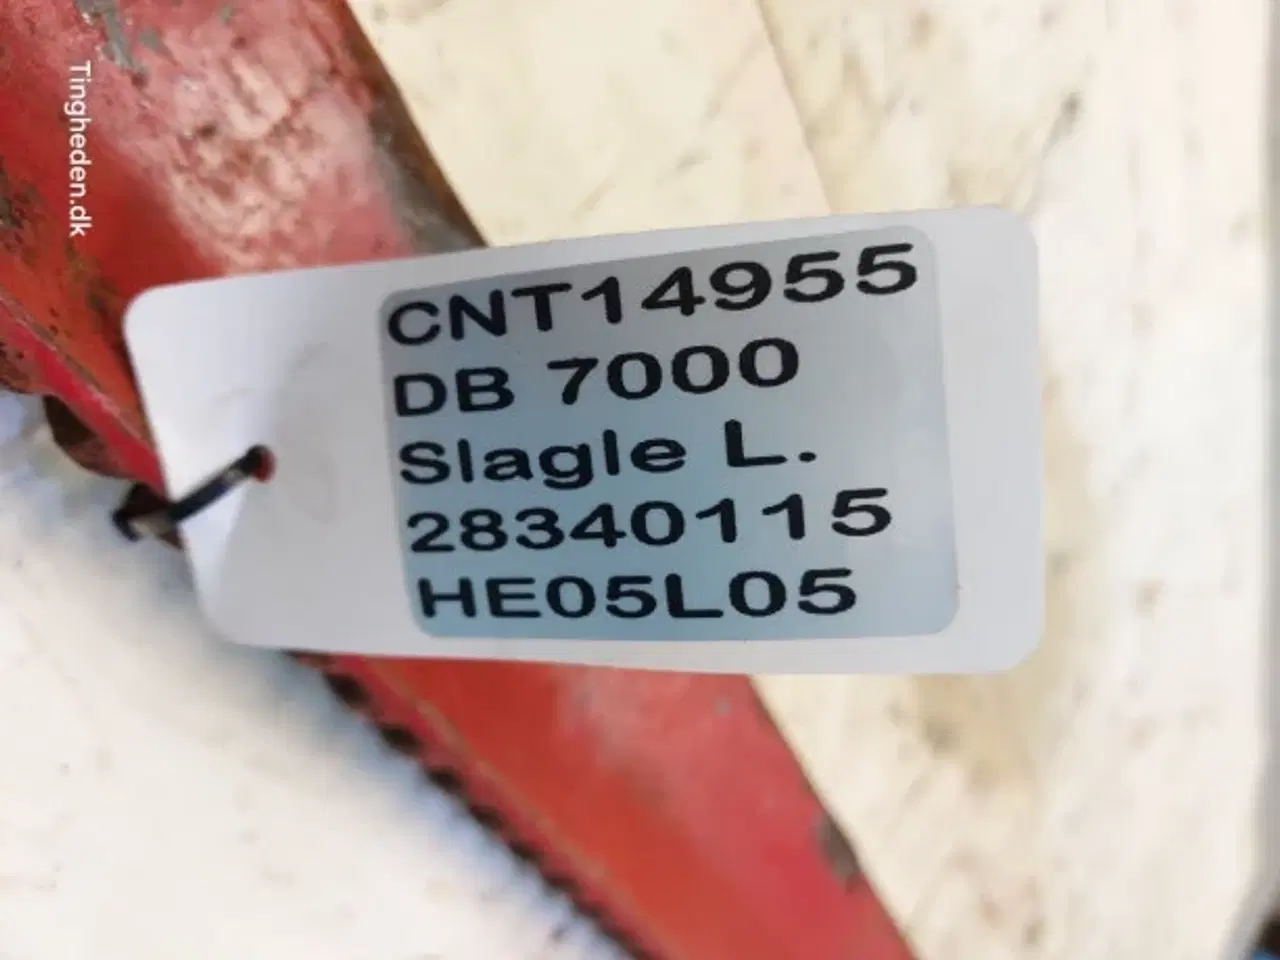 Tingheden.dk
CNT14955
DB 7000
Slagle L.
28340115
HE05L05